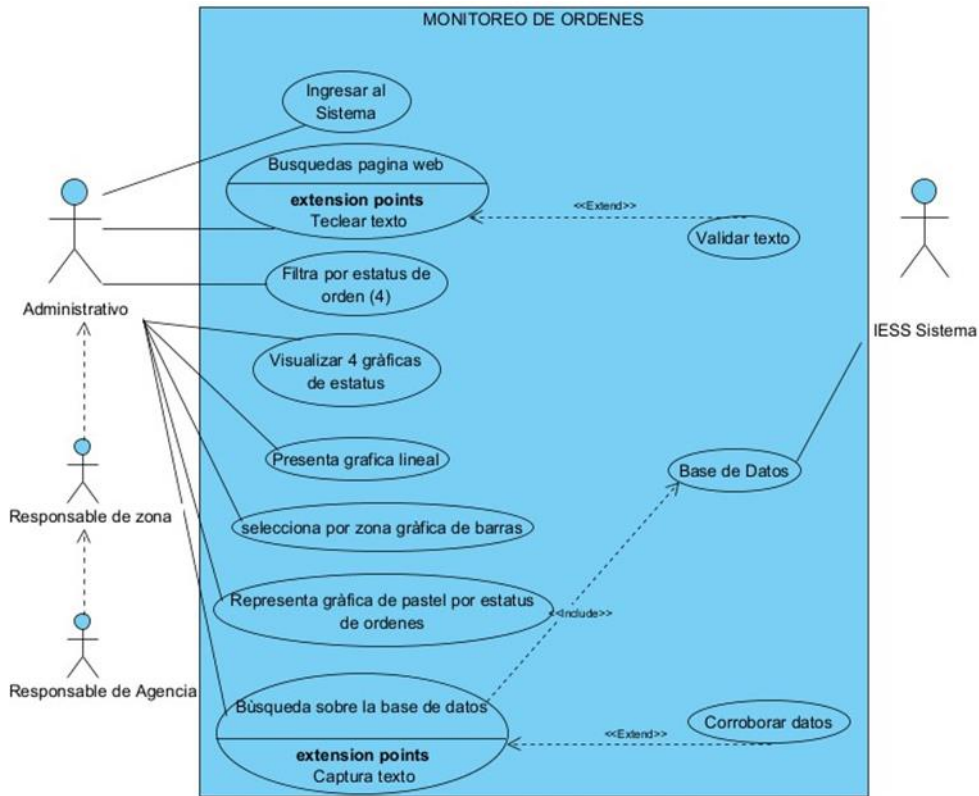 MONITOREO DE ORDENES
Ingresar al
Sistema
Busquedas pagina web
extension points
Teclear texto
<<Extend>>
Validar texto
Filtra por estatus de
orden (4)
Administrativo
IESS Sistema
Visualizar 4 gràficas
de estatus
Presenta grafica lineal
Base de Datos
Responsable de zona
selecciona por zona gràfica de barras
Representa gràfica de pastel por estatus
de ordenes
<<Include>>
Responsable de Agencia
Bùsqueda sobre la base de datos
extension points
Captura texto
<<Extend>>
Corroborar datos